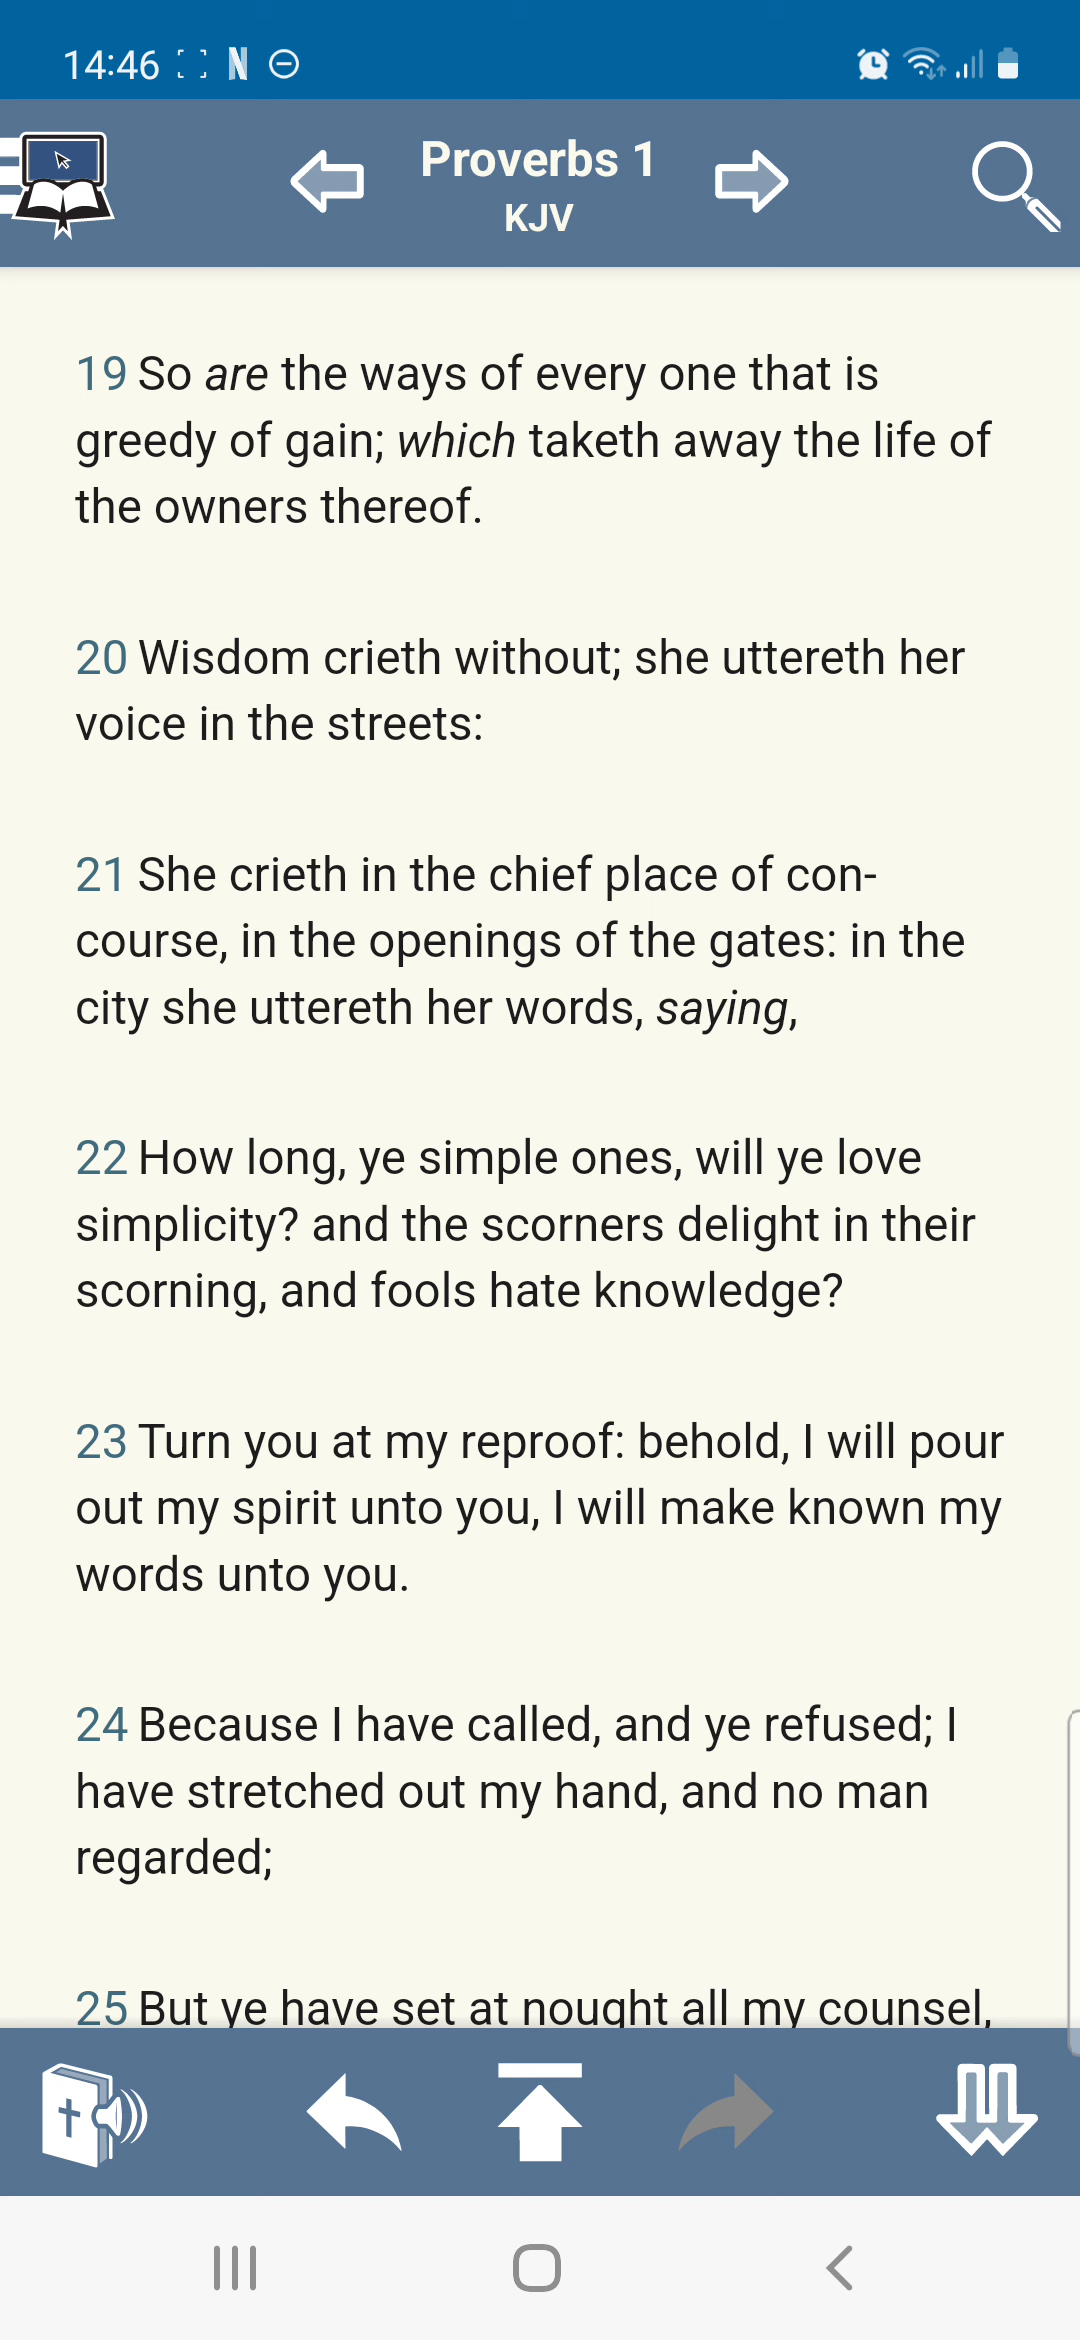 14:46
Proverbs 1
KJV
19 So are the ways of every one that is
greedy of gain; which taketh away the life of
the owners thereof.
20 Wisdom crieth without; she uttereth her
voice in the streets:
21 She crieth in the chief place of con-
course, in the openings of the gates: in the
city she uttereth her words, saying,
22 How long, ye simple ones, will ye love
simplicity? and the scorners delight in their
scorning, and fools hate knowledge?
23 Turn you at my reproof: behold, I will pour
out my spirit unto you, I will make known my
words unto you.
24 Because I have called, and ye refused; I
have stretched out my hand, and no man
regarded;
25 But ye have set at nought all my counsel,